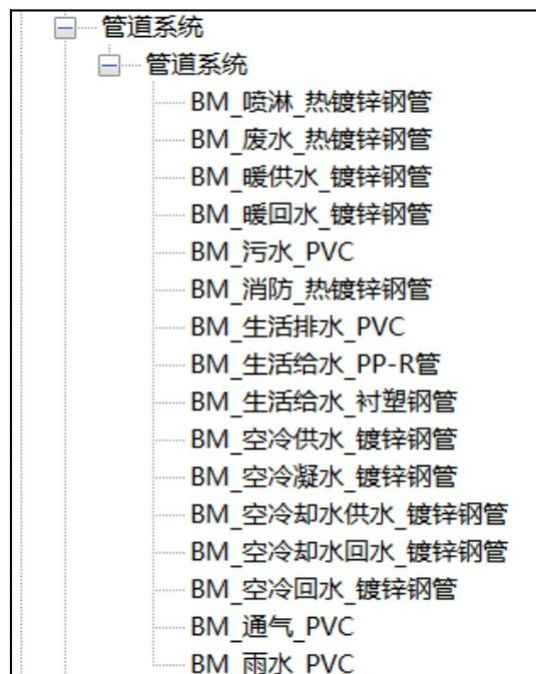 管道系统
管道系统
BM_喷淋_热镀锌钢管
BM_废水_热镀锌钢管
BM_暖供水_镀锌钢管
BM_暖回水_镀锌钢管
BM_污水_PVC
BM_消防_热镀锌钢管
BM_生活排水_PVC
BM_生活给水_PP-R管
BM_生活给水_衬塑钢管
BM_空冷供水_镀锌钢管
BM_空冷凝水_镀锌钢管
BM_空冷却水供水_镀锌钢管
BM_空冷却水回水_镀锌钢管
BM_空冷回水_镀锌钢管
BM_通气_PVC
BM_雨水_PVC